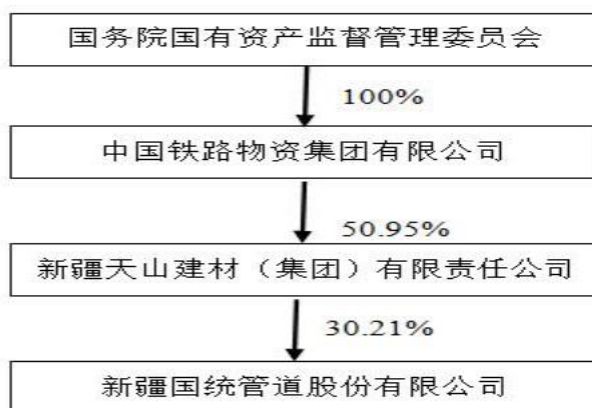 国务院国有资产监督管理委员会
100%
中国铁路物资集团有限公司
50.95%
新疆天山建材（集团）有限责任公司
30.21%
新疆国统管道股份有限公司